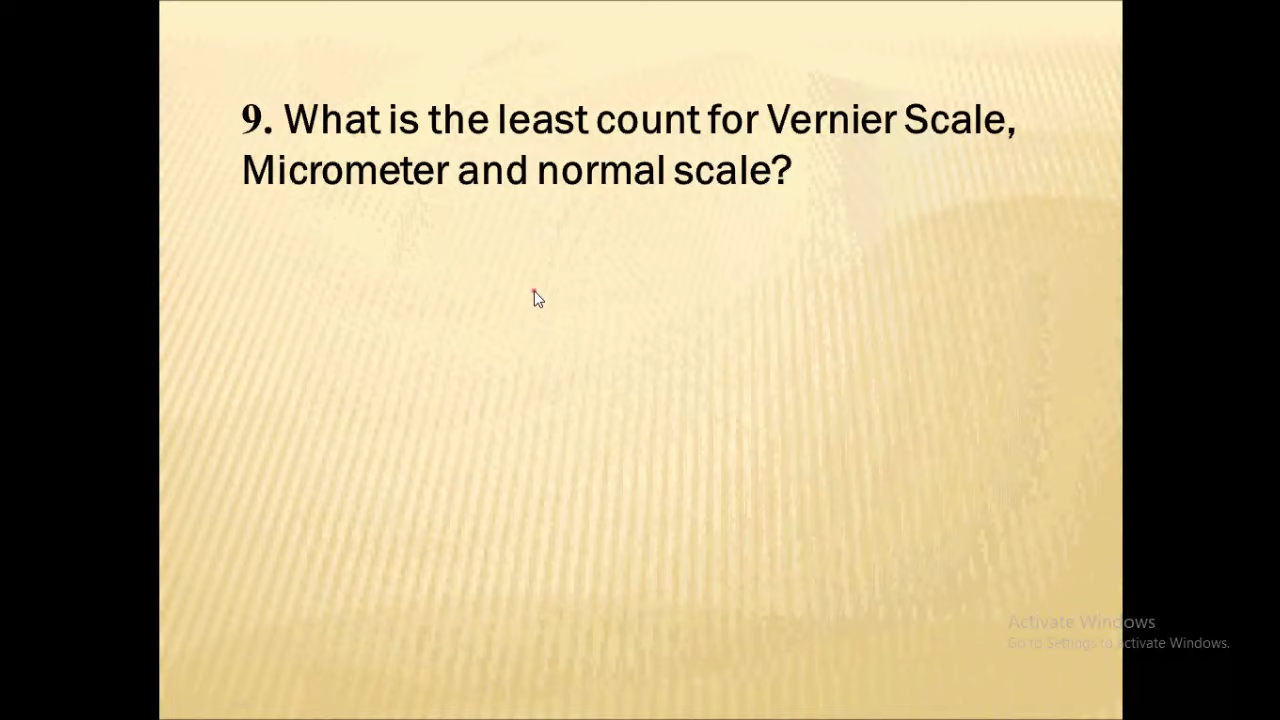 9. What is the least count for Vernier Scale,
Micrometer and normal scale?
Activate Windows
Go to Settings to Activate Windows.